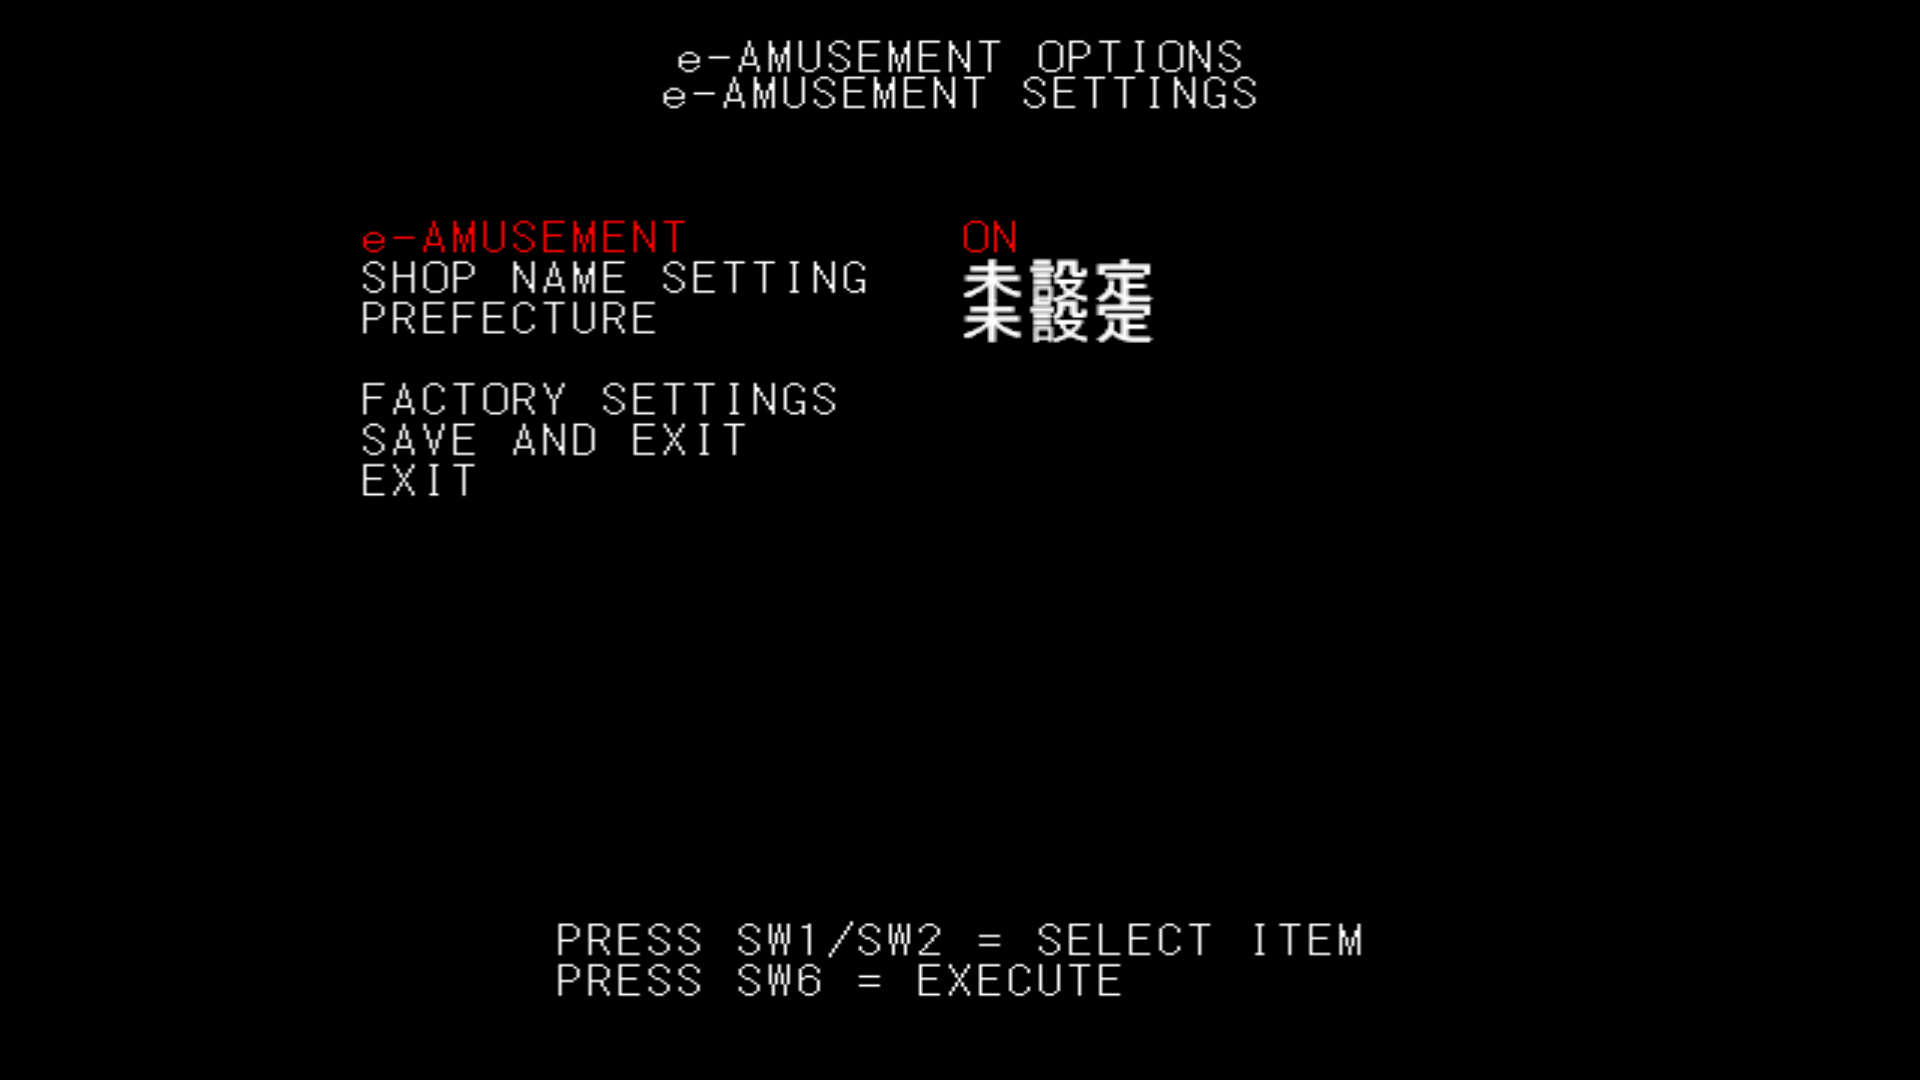 e-AMUSEMENT OPTIONS
e-AMUSEMENT SETTINGS
e-AMUSEMENT ON
SHOP NAME SETTING 未設定
PREFECTURE 未設定
FACTORY SETTINGS
SAVE AND EXIT
EXIT
PRESS SW1/SW2 = SELECT ITEM
PRESS SW6 = EXECUTE